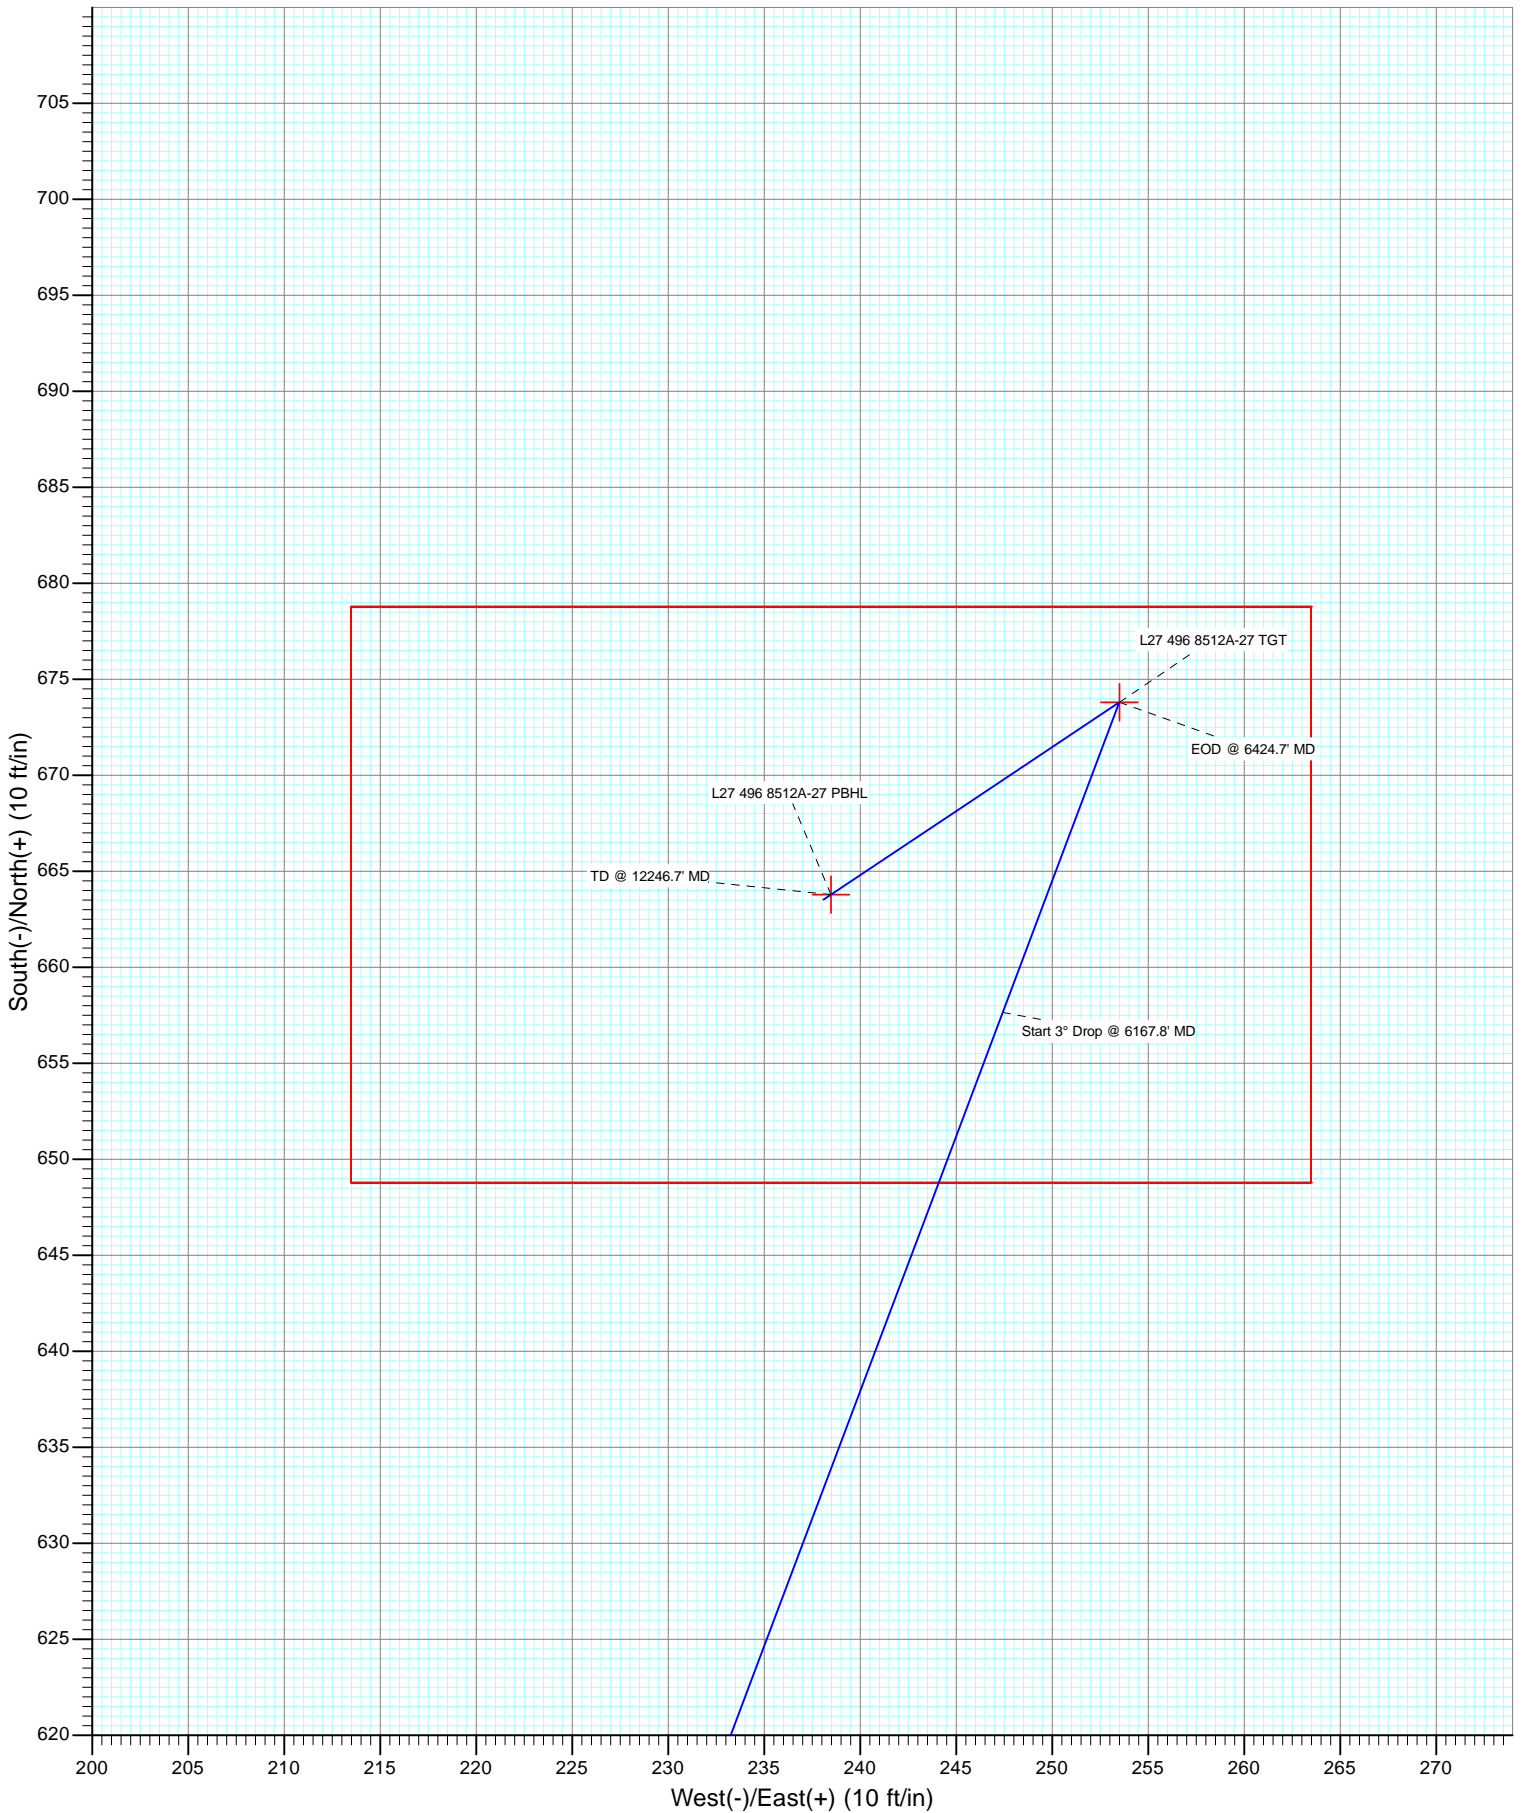 705
700
695
690
685
680
675
670
665
660
655
650
645
640
635
630
625
620
South(-)/North(+) (10 ft/in)
L27 496 8512A-27 TGT
EOD @ 6424.7' MD
L27 496 8512A-27 PBHL
TD @ 12246.7' MD
Start 3° Drop @ 6167.8' MD
200 205 210 215 220 225 230 235 240 245 250 255 260 265 270
West(-)/East(+) (10 ft/in)